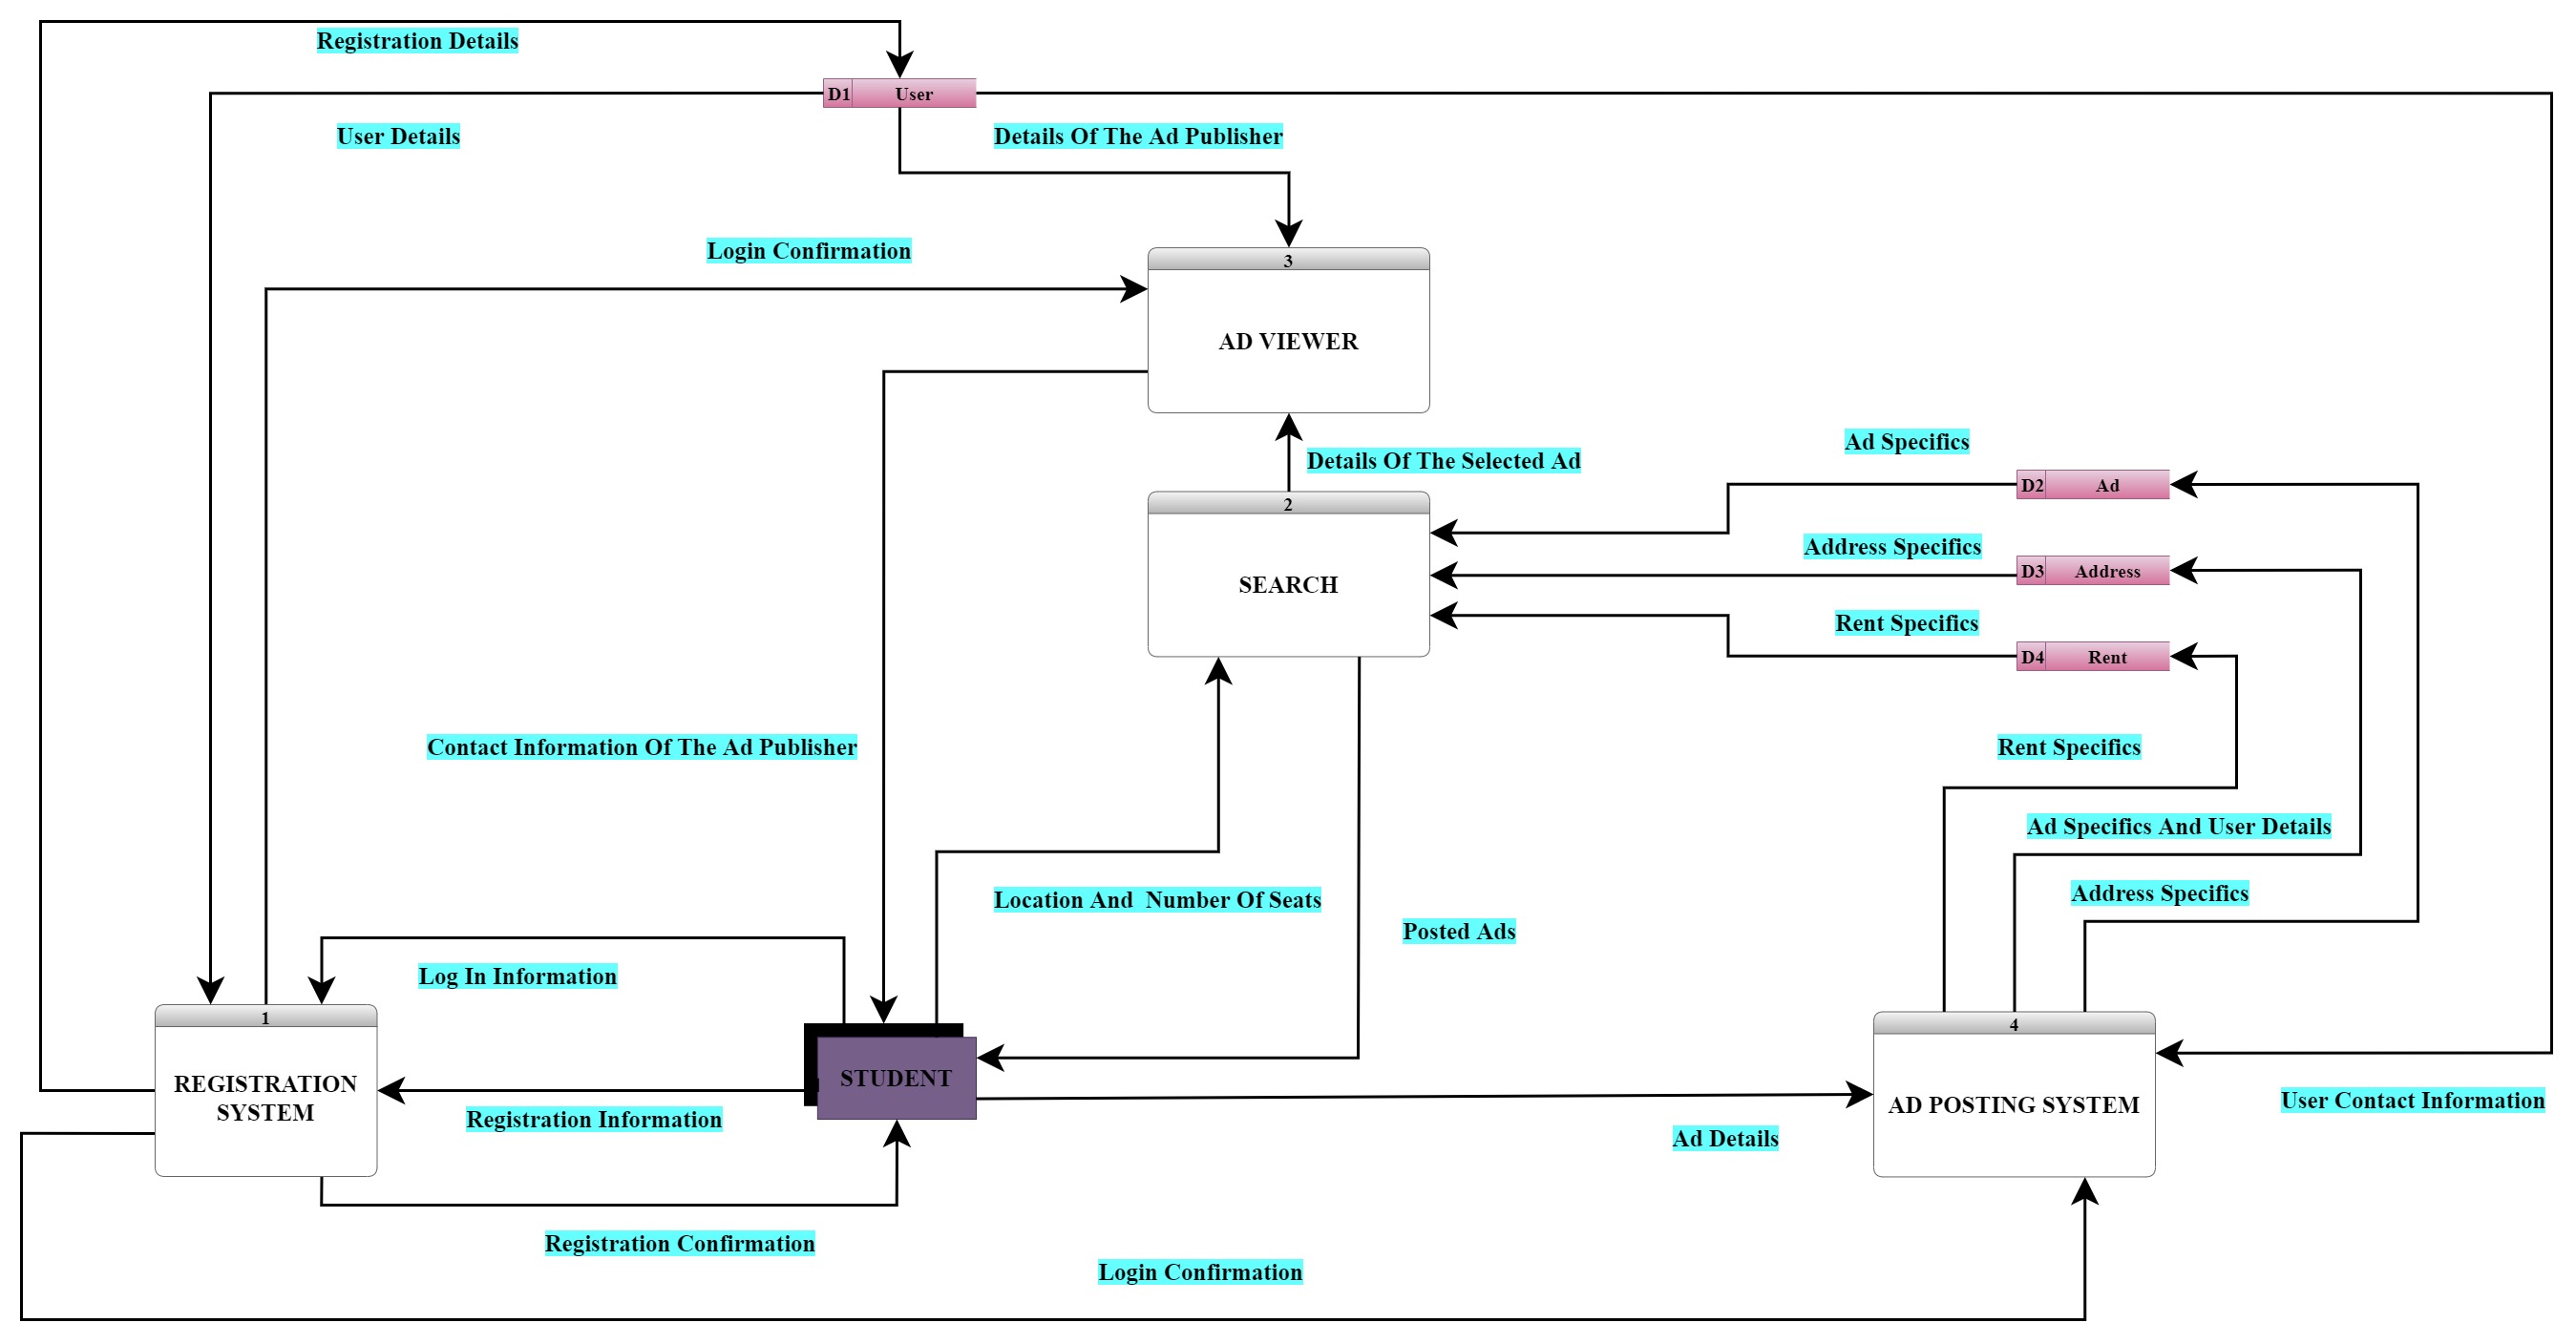 Registration Details
D1 User
User Details
Details Of The Ad Publisher
Login Confirmation
3
AD VIEWER
Ad Specifics
Details Of The Selected Ad
D2 Ad
2
SEARCH
Address Specifics
D3 Address
Rent Specifics
D4 Rent
Contact Information Of The Ad Publisher
Rent Specifics
Ad Specifics And User Details
Address Specifics
Location And  Number Of Seats
Posted Ads
Log In Information
1
REGISTRATION
SYSTEM
STUDENT
4
AD POSTING SYSTEM
User Contact Information
Registration Information
Ad Details
Registration Confirmation
Login Confirmation